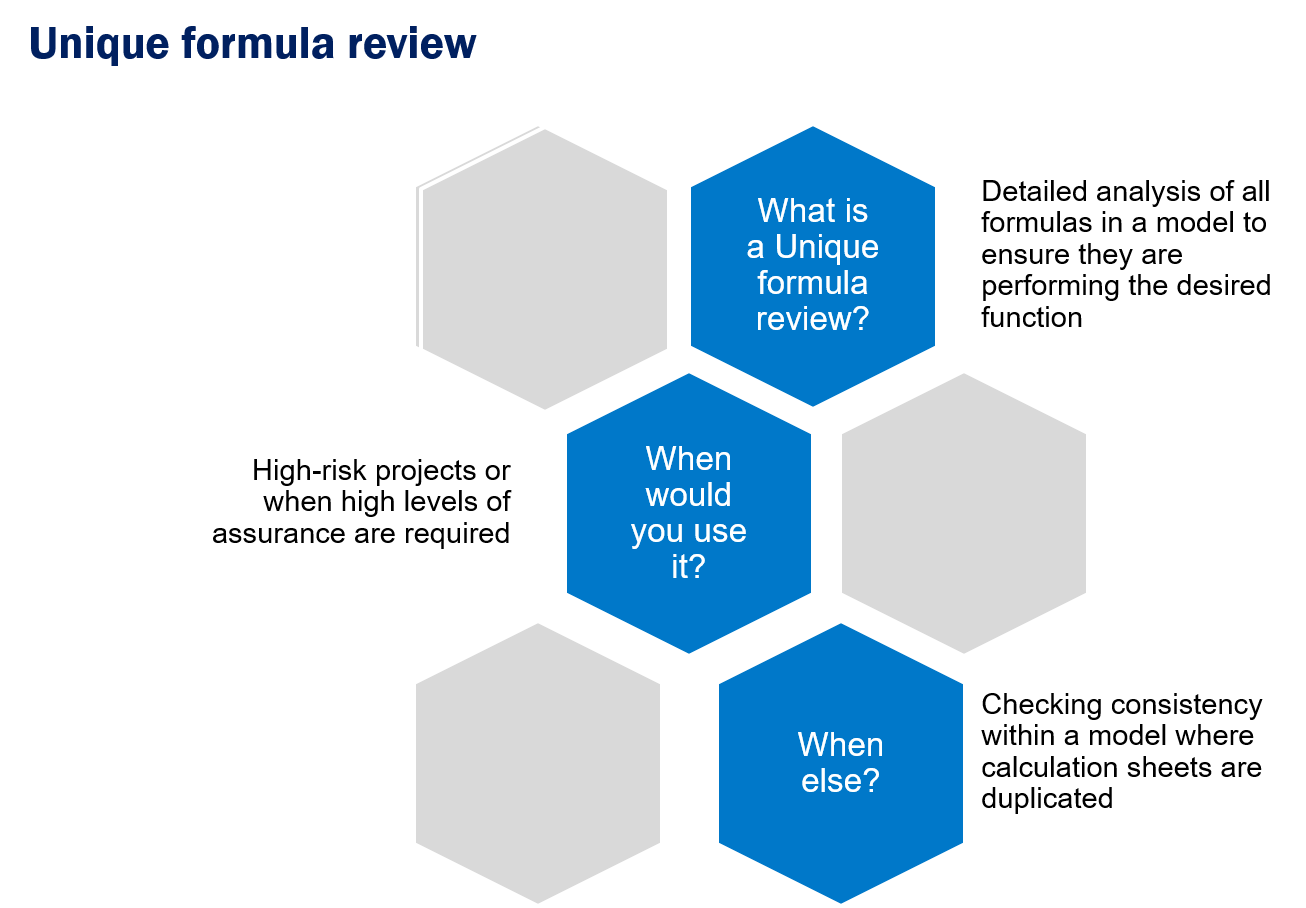 Unique formula review
What is
a Unique
formula
review?
Detailed analysis of all
formulas in a model to
ensure they are
performing the desired
function
High-risk projects or
when high levels of
assurance are required
When
would
you use
it?
When
else?
Checking consistency
within a model where
calculation sheets are
duplicated